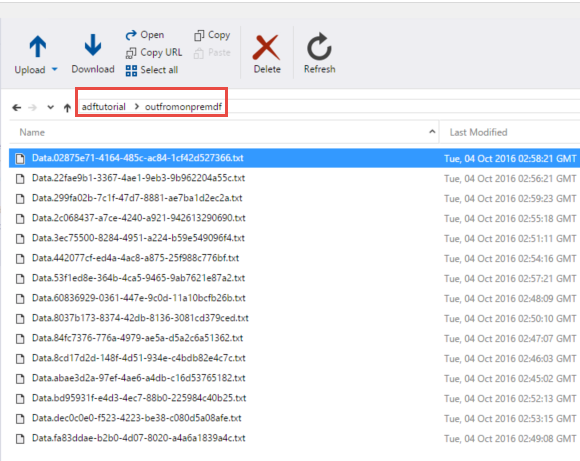 Upload
Download
Open
Copy URL
Select all
Copy
Paste
Delete
Refresh
adftutorial > outfromonpremdf
Name Last Modified
Data.02875e71-4164-485c-ac84-1cf42d527366.txt Tue, 04 Oct 2016 02:58:21 GMT
Data.22fae9b1-3367-4ae1-9eb3-9b962204a55c.txt Tue, 04 Oct 2016 02:56:21 GMT
Data.299fa02b-7c1f-47d7-8881-ae7ba1d2ec2a.txt Tue, 04 Oct 2016 02:59:23 GMT
Data.2c068437-a7ce-4240-a921-942613290690.txt Tue, 04 Oct 2016 02:55:18 GMT
Data.3ec75500-8284-4951-a224-b59e549096f4.txt Tue, 04 Oct 2016 02:51:11 GMT
Data.442077cf-ed4a-4ac8-a875-25f988c776bf.txt Tue, 04 Oct 2016 02:54:16 GMT
Data.53f1ed8e-364b-4ca5-9465-9ab7621e87a2.txt Tue, 04 Oct 2016 02:57:21 GMT
Data.60836929-0361-447e-9c0d-11a10bcfb26b.txt Tue, 04 Oct 2016 02:48:09 GMT
Data.8037b173-8374-42db-8136-3081cd379ced.txt Tue, 04 Oct 2016 02:50:10 GMT
Data.84fc7376-776a-4979-ae5a-d5a2c6a51362.txt Tue, 04 Oct 2016 02:47:07 GMT
Data.8cd17d2d-148f-4d51-934e-c4bdb82e4c7c.txt Tue, 04 Oct 2016 02:46:03 GMT
Data.abae3d2a-97ef-4ae6-a4db-c16d53765182.txt Tue, 04 Oct 2016 02:45:02 GMT
Data.bd95931f-e4d3-4ec7-88b0-225984c40b25.txt Tue, 04 Oct 2016 02:52:13 GMT
Data.dec0c0e0-f523-4223-be38-c080d5a08afe.txt Tue, 04 Oct 2016 02:53:15 GMT
Data.fa83ddae-b2b0-4d07-8020-a4a6a1839a4c.txt Tue, 04 Oct 2016 02:49:08 GMT